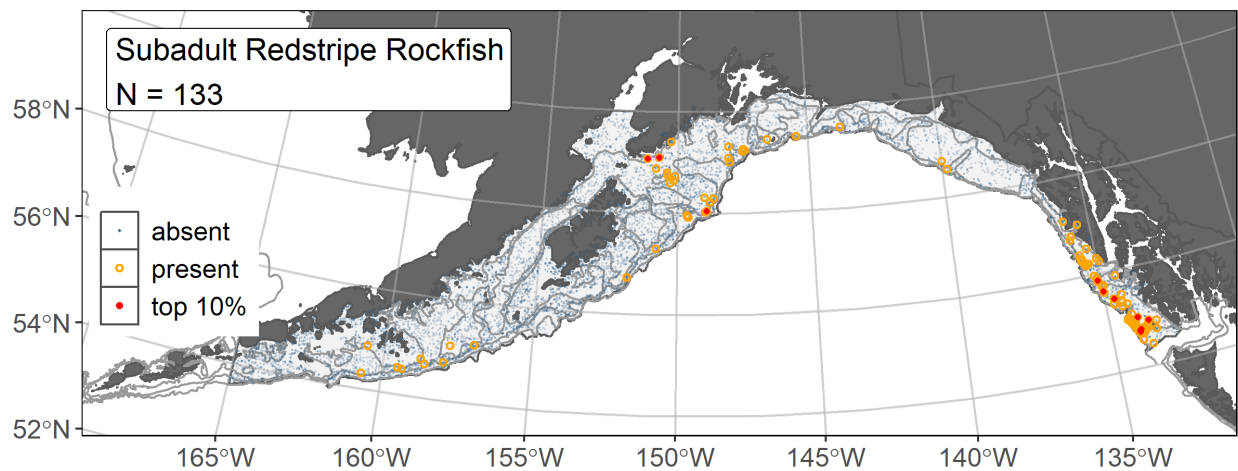 Subadult Redstripe Rockfish
N = 133
58°N
56°N
54°N
52°N
absent
present
top 10%
165°W
160°W
155°W
150°W
145°W
140°W
135°W